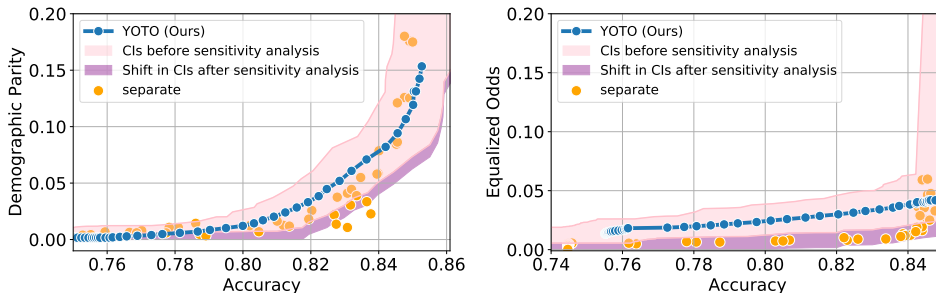 0.20
0.15
0.10
0.05
0.00
Demographic Parity
YOTO (Ours)
CIs before sensitivity analysis
Shift in CIs after sensitivity analysis
separate
0.76 0.78 0.80 0.82 0.84 0.86
Accuracy
0.20
0.15
0.10
0.05
0.00
Equalized Odds
YOTO (Ours)
CIs before sensitivity analysis
Shift in CIs after sensitivity analysis
separate
0.74 0.76 0.78 0.80 0.82 0.84
Accuracy